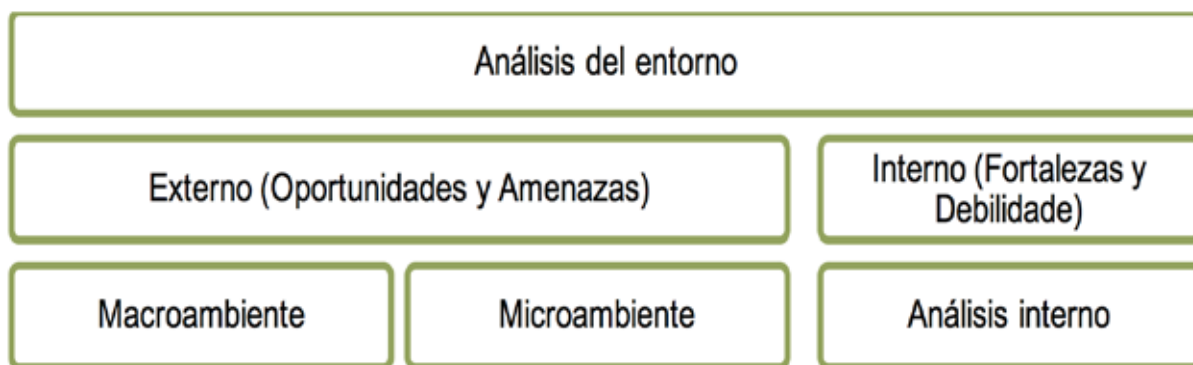 Análisis del entorno
Externo (Oportunidades y Amenazas)
Interno (Fortalezas y
Debilidade)
Macroambiente
Microambiente
Análisis interno